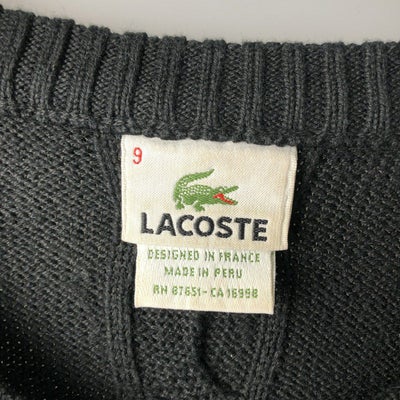 9
LACOSTE
DESIGNED IN FRANCE
MADE IN PERU
RN 87651-CA 16998